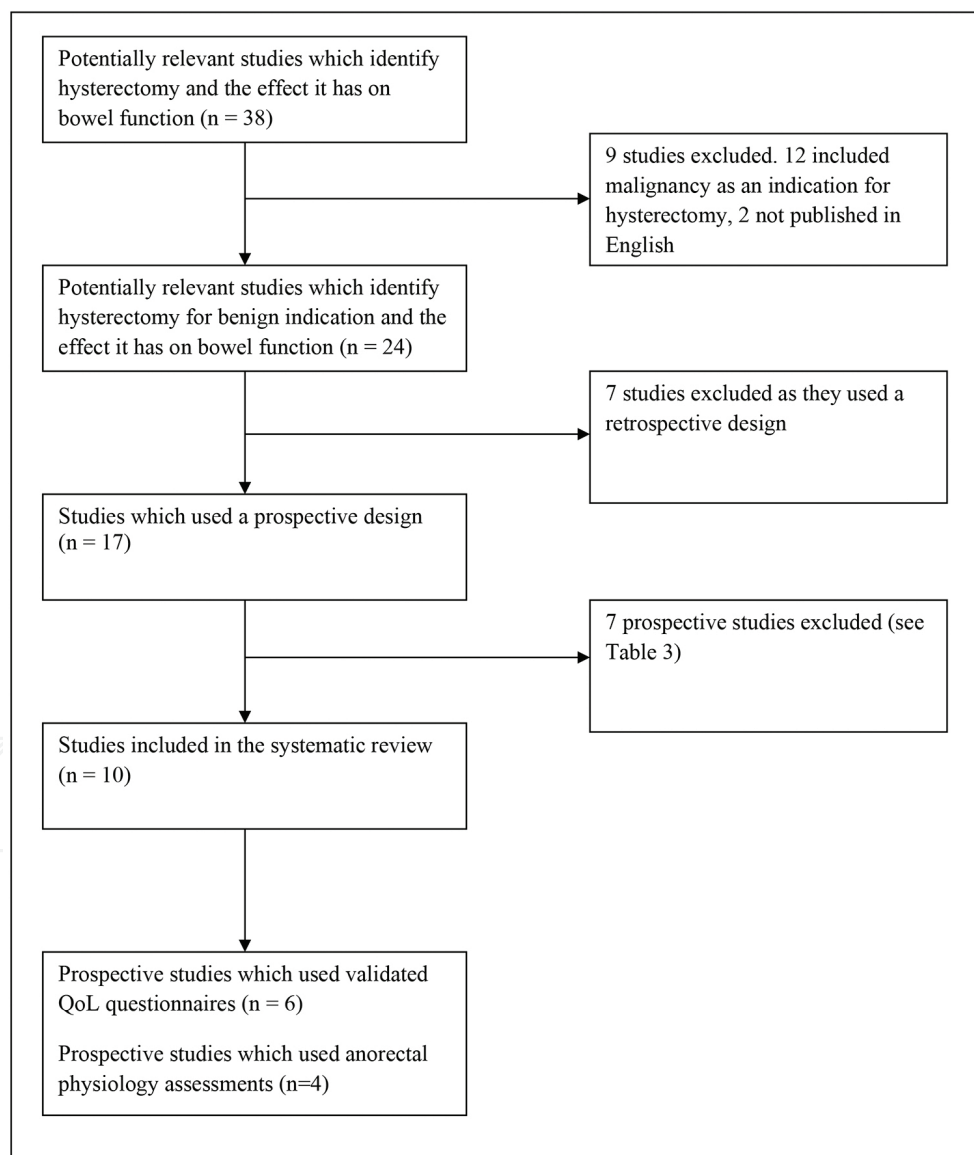 Potentially relevant studies which identify
hysterectomy and the effect it has on
bowel function (n = 38)
9 studies excluded. 12 included
malignancy as an indication for
hysterectomy, 2 not published in
English
Potentially relevant studies which identify
hysterectomy for benign indication and the
effect it has on bowel function (n = 24)
7 studies excluded as they used a
retrospective design
Studies which used a prospective design
(n = 17)
7 prospective studies excluded (see
Table 3)
Studies included in the systematic review
(n = 10)
Prospective studies which used validated
QoL questionnaires (n = 6)
Prospective studies which used anorectal
physiology assessments (n=4)